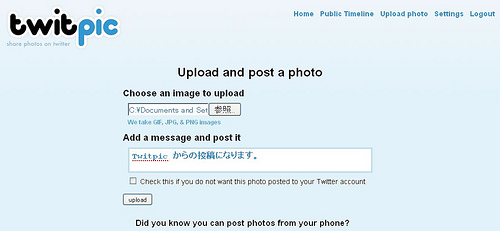 twitpic
share photos on twitter
Home Public Timeline Upload photo Settings Logout
Upload and post a photo
Choose an image to upload
C:¥Documents and Set 参照...
We take GIF, JPG, & PNG images
Add a message and post it
Twitpic からの投稿になります。
Check this if you do not want this photo posted to your Twitter account
upload
Did you know you can post photos from your phone?